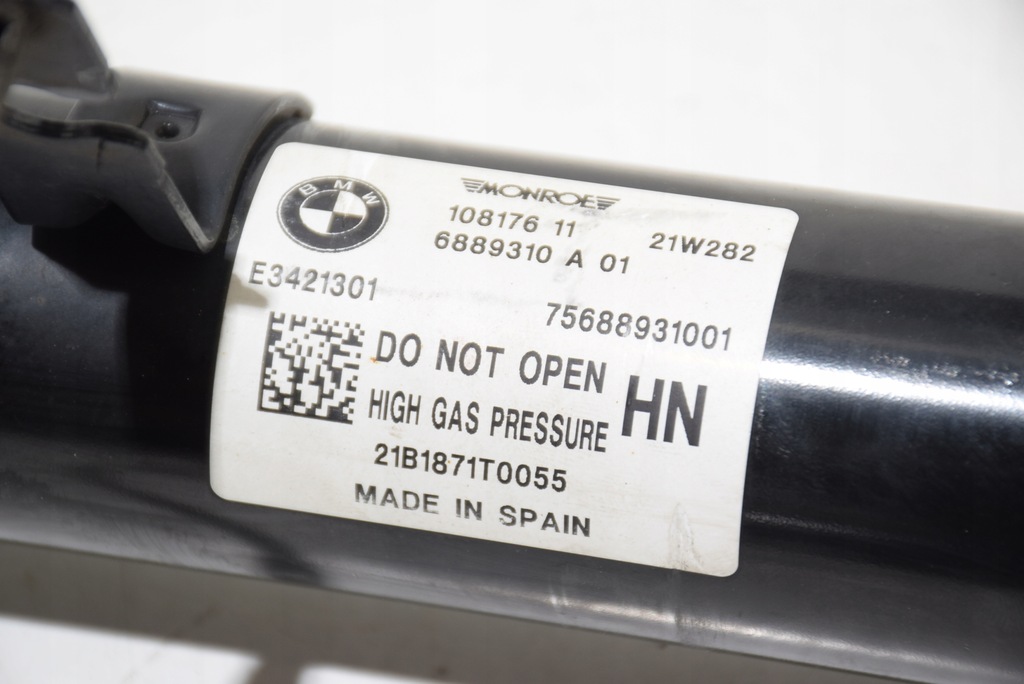 BMW
MONROE
108176 11
21W282
6889310 A 01
E3421301
75688931001
DO NOT OPEN
HIGH GAS PRESSURE
HN
21B1871T0055
MADE IN SPAIN